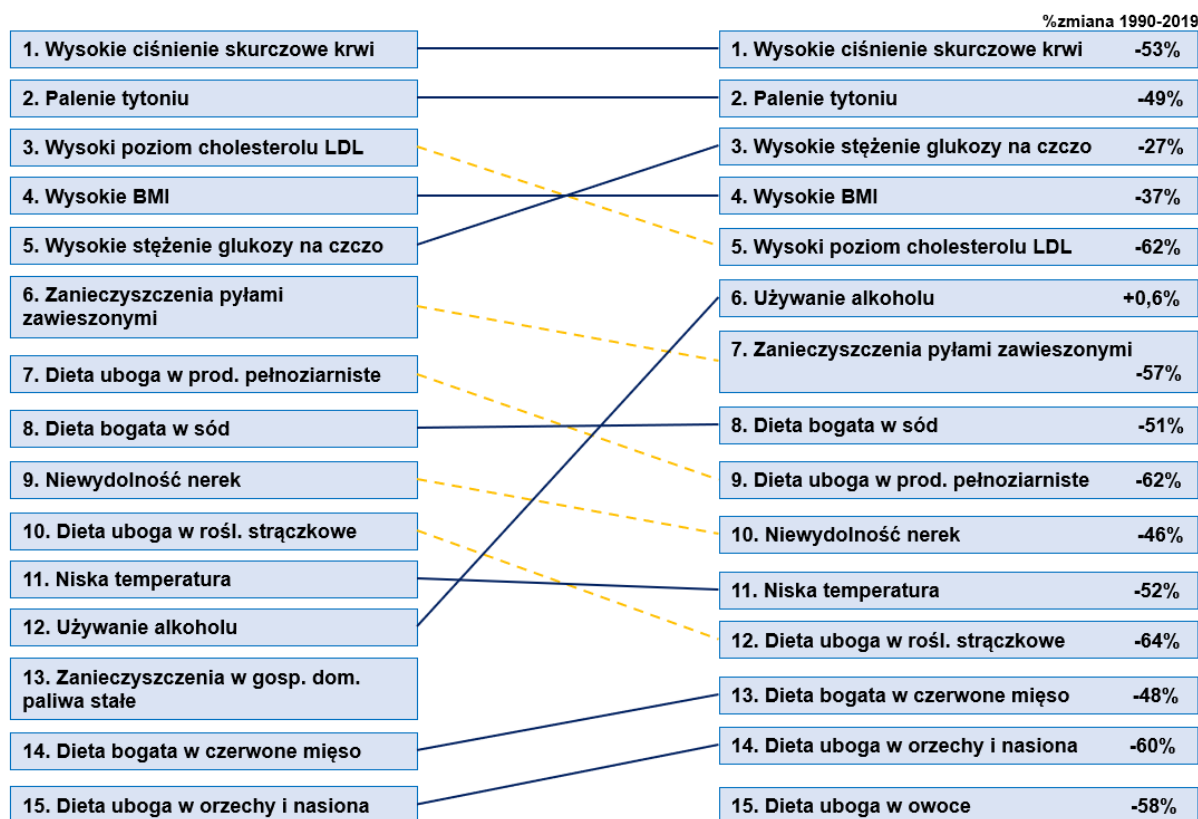 %zmiana 1990-2019
1. Wysokie ciśnienie skurczowe krwi
2. Palenie tytoniu
3. Wysoki poziom cholesterolu LDL
4. Wysokie BMI
5. Wysokie stężenie glukozy na czczo
6. Zanieczyszczenia pyłami
zawieszonymi
7. Dieta uboga w prod. pełnoziarniste
8. Dieta bogata w sód
9. Niewydolność nerek
10. Dieta uboga w rośl. strączkowe
11. Niska temperatura
12. Używanie alkoholu
13. Zanieczyszczenia w gosp. dom.
paliwa stałe
14. Dieta bogata w czerwone mięso
15. Dieta uboga w orzechy i nasiona
1. Wysokie ciśnienie skurczowe krwi -53%
2. Palenie tytoniu -49%
3. Wysokie stężenie glukozy na czczo -27%
4. Wysokie BMI -37%
5. Wysoki poziom cholesterolu LDL -62%
6. Używanie alkoholu +0,6%
7. Zanieczyszczenia pyłami zawieszonymi
-57%
8. Dieta bogata w sód -51%
9. Dieta uboga w prod. pełnoziarniste -62%
10. Niewydolność nerek -46%
11. Niska temperatura -52%
12. Dieta uboga w rośl. strączkowe -64%
13. Dieta bogata w czerwone mięso -48%
14. Dieta uboga w orzechy i nasiona -60%
15. Dieta uboga w owoce -58%